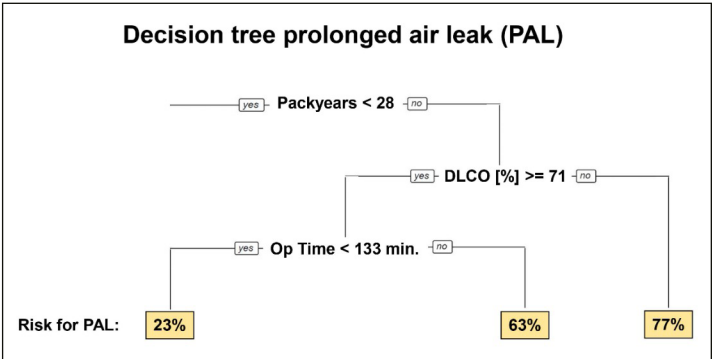 Decision tree prolonged air leak (PAL)
yes Packyears < 28 no
yes DLCO [%] >= 71 no
yes Op Time < 133 min. no
Risk for PAL: 23% 63% 77%